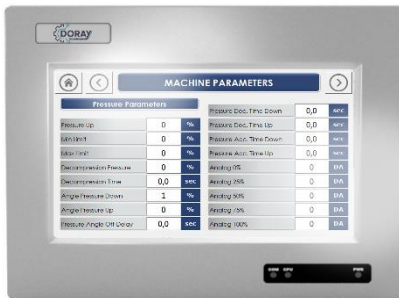 DORAY
MACHINE PARAMETERS
Pressure Parameters
Pressure Up 0 %
Min Limit 0 %
Max Limit 0 %
Decompression Pressure 0 %
Decompression Time 0,0 sec
Angle Pressure Down 1 %
Angle Pressure Up 0 %
Pressure Angle Off Delay 0,0 sec
Pressure Dec. Time Down 0,0 sec
Pressure Dec. Time Up 0,0 sec
Pressure Acc. Time Down 0,0 sec
Pressure Acc. Time Up 0,0 sec
Analog 0% 0 DA
Analog 25% 0 DA
Analog 50% 0 DA
Analog 75% 0 DA
Analog 100% 0 DA
COM CPU PWR